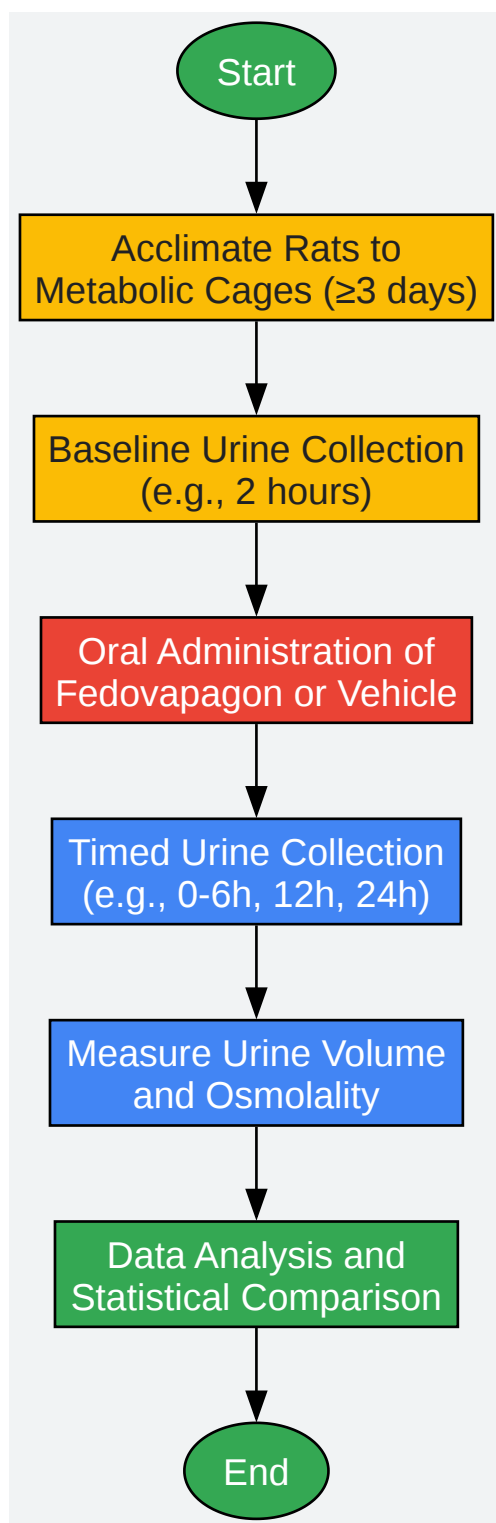 Start
Acclimate Rats to
Metabolic Cages (≥3 days)
Baseline Urine Collection
(e.g., 2 hours)
Oral Administration of
Fedovapagon or Vehicle
Timed Urine Collection
(e.g., 0-6h, 12h, 24h)
Measure Urine Volume
and Osmolality
Data Analysis and
Statistical Comparison
End